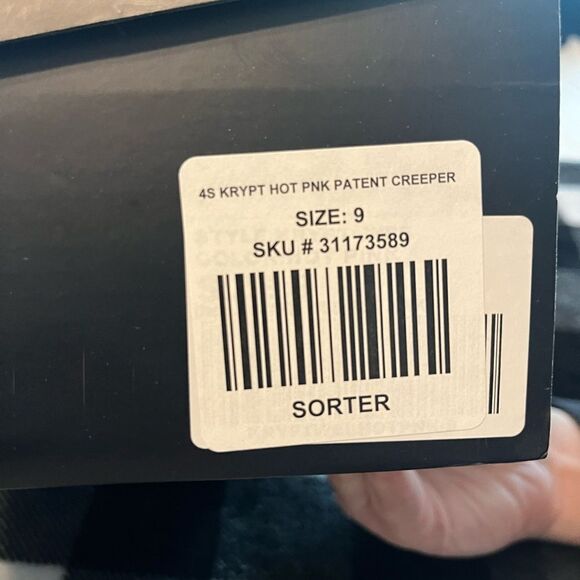 4S KRYPT HOT PNK PATENT CREEPER
SIZE: 9
SKU # 31173589
SORTER